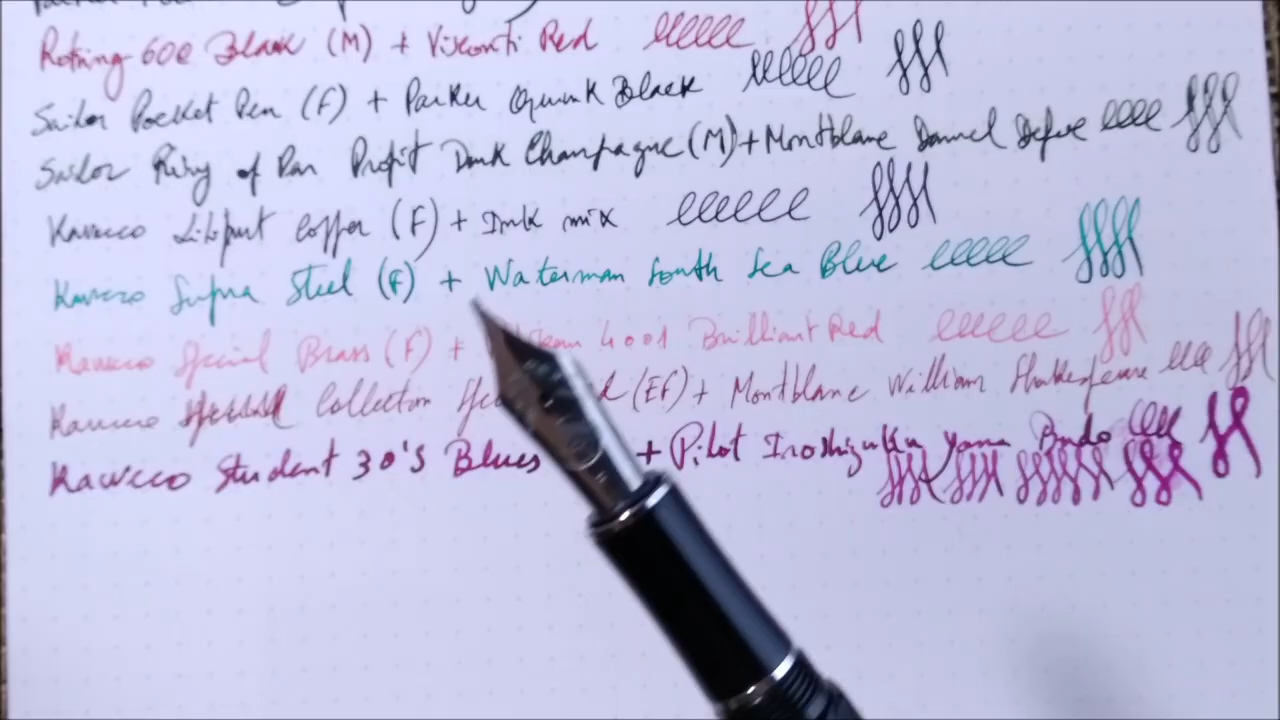 Rotring 600 Black (M) + Visconti Red
Sailor Pocket Pen (F) + Parker Quink Black
Sailor King of Pen Profit Dark Champagne (M) + Montblanc Daniel Defoe
Kaweco Liliput Copper (F) + Ink mix
Kaweco Supra Steel (F) + Waterman South Sea Blue
Kaweco Special Brass (F) + 4001 Brilliant Red
Kaweco Collection (EF) + Montblanc William Shakespeare
Kaweco Student 30's Blues + Pilot Iroshizuku Yama Budo